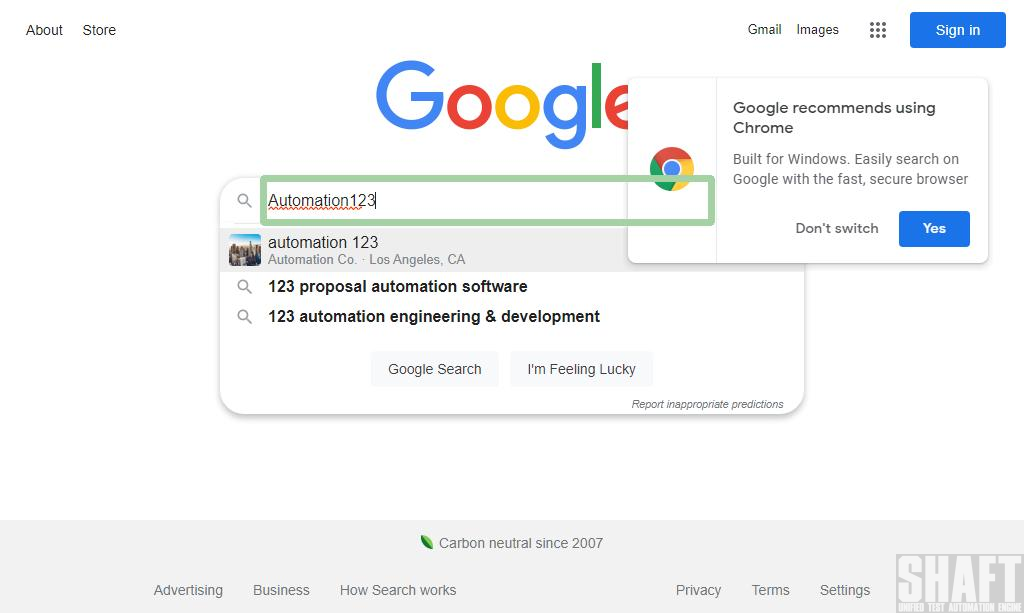 About Store
Gmail Images
Sign in
Google
Google recommends using
Chrome
Built for Windows. Easily search on
Google with the fast, secure browser
Don't switch
Yes
Automation123
automation 123
Automation Co. · Los Angeles, CA
123 proposal automation software
123 automation engineering & development
Google Search
I'm Feeling Lucky
Report inappropriate predictions
Carbon neutral since 2007
Advertising Business How Search works
Privacy Terms Settings
SHAFT
UNIFIED TEST AUTOMATION ENGINE